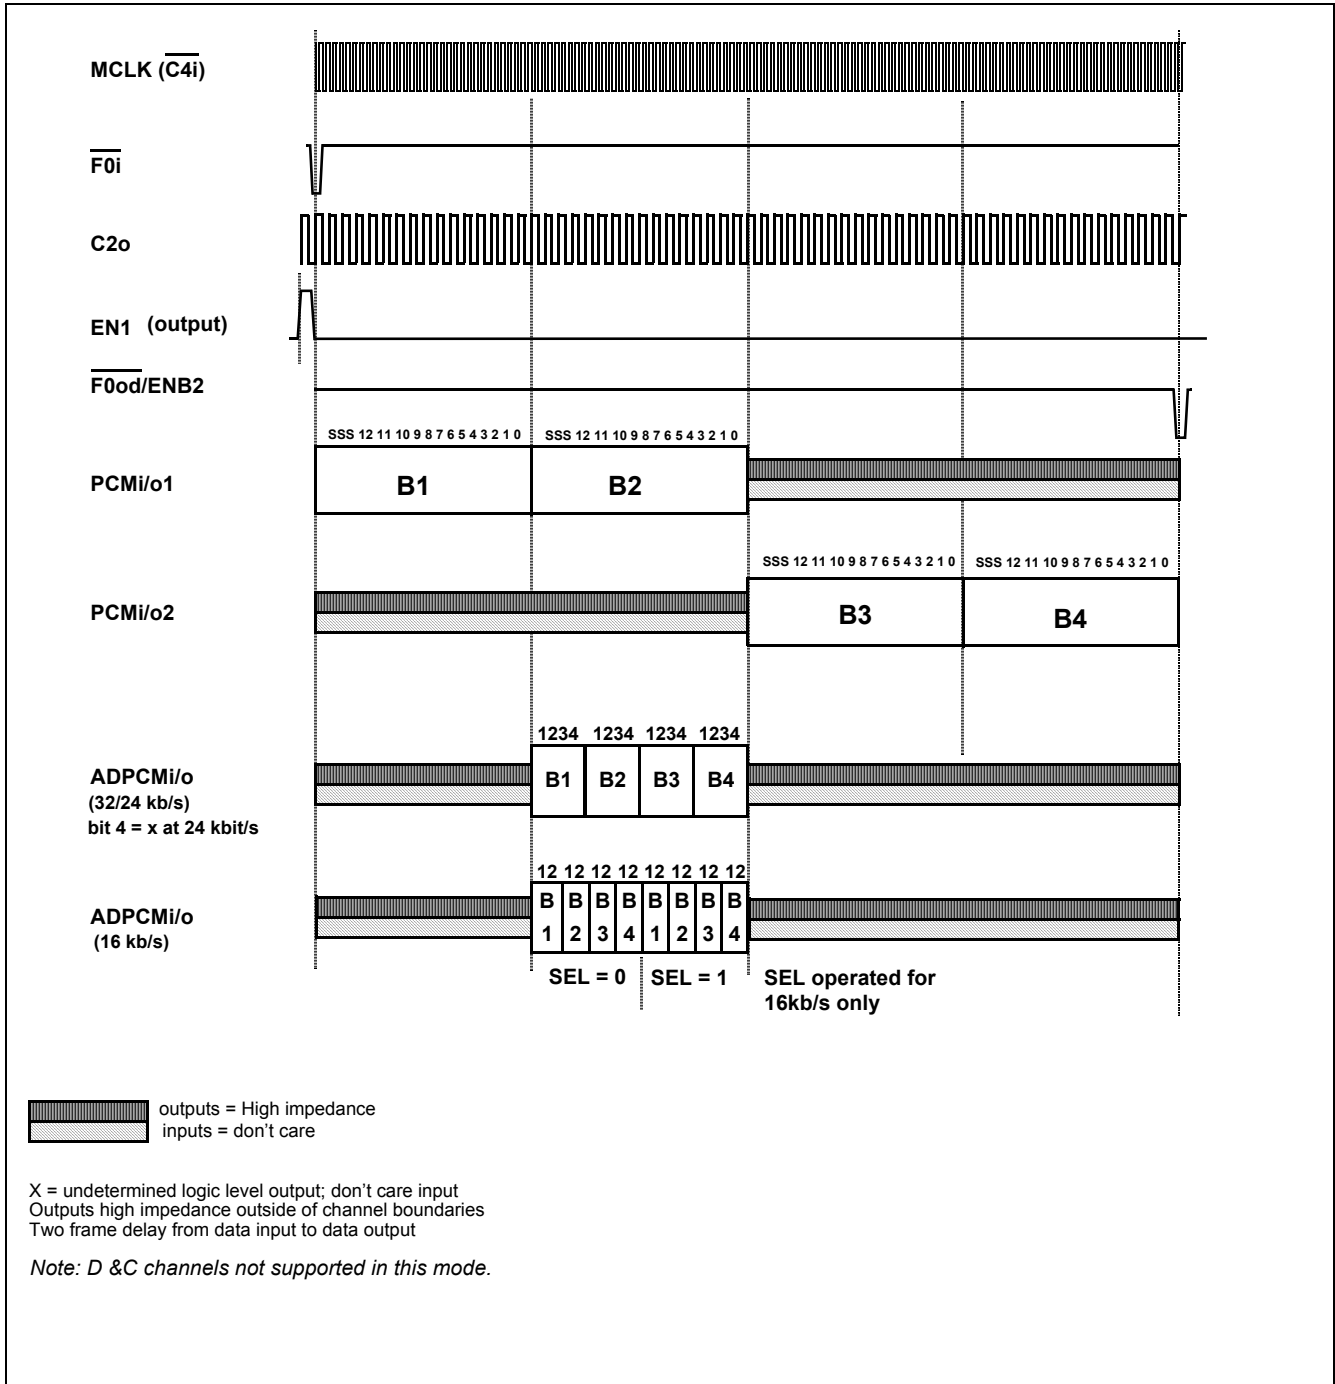 MCLK (C4i)
F0i
C2o
EN1 (output)
F0od/ENB2
SSS 12 11 10 9 8 7 6 5 4 3 2 1 0 SSS 12 11 10 9 8 7 6 5 4 3 2 1 0
PCMi/o1 B1 B2
SSS 12 11 10 9 8 7 6 5 4 3 2 1 0 SSS 12 11 10 9 8 7 6 5 4 3 2 1 0
PCMi/o2 B3 B4
1234 1234 1234 1234
ADPCMi/o B1 B2 B3 B4
(32/24 kb/s)
bit 4 = x at 24 kbit/s
12 12 12 12 12 12 12 12
B B B B B B B B
ADPCMi/o
1 2 3 4 1 2 3 4
(16 kb/s)
SEL = 0 SEL = 1 SEL operated for
16kb/s only
outputs = High impedance
inputs = don't care
X = undetermined logic level output; don't care input
Outputs high impedance outside of channel boundaries
Two frame delay from data input to data output
Note: D &C channels not supported in this mode.